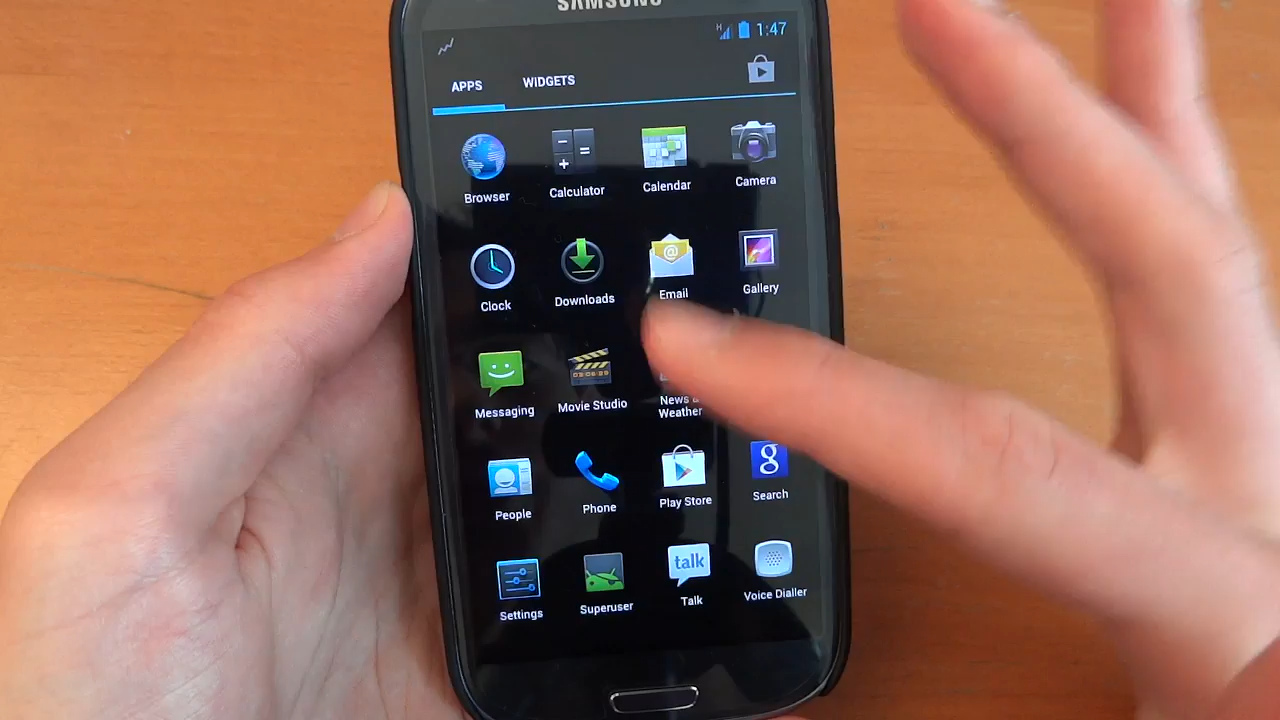 SAMSUNG
H 1:47
APPS WIDGETS
Browser Calculator Calendar Camera
Clock Downloads Email Gallery
Messaging Movie Studio News &
Weather
People Phone Play Store Search
g
Settings Superuser Talk Voice Dialler
talk